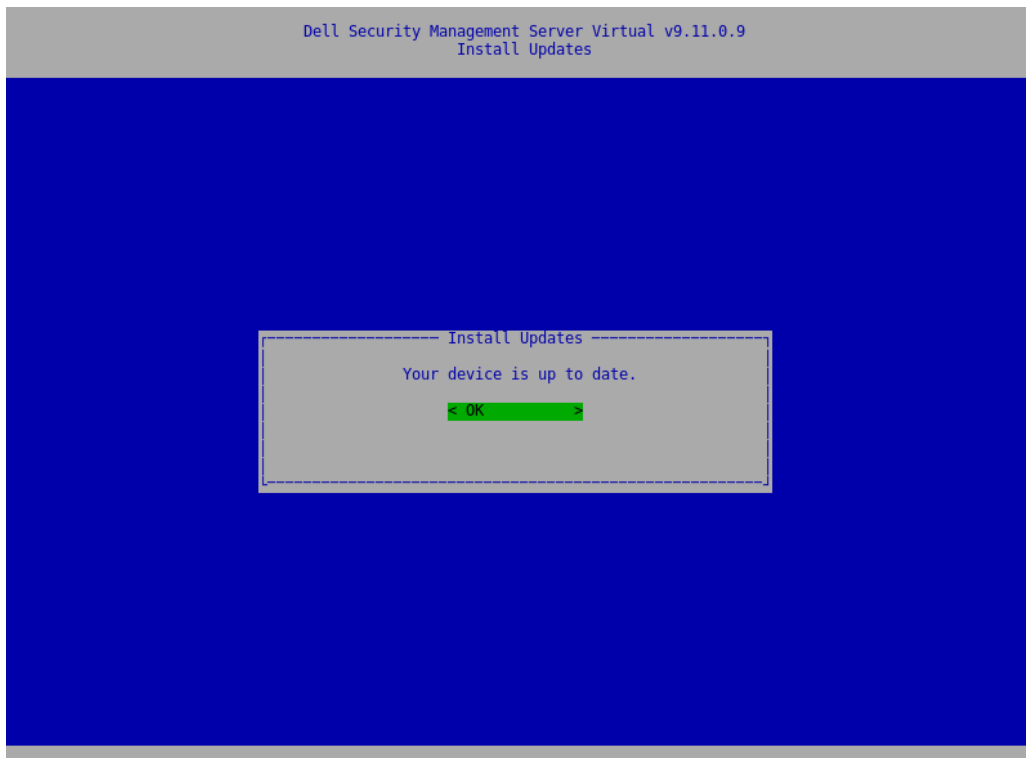 Dell Security Management Server Virtual v9.11.0.9
Install Updates
Install Updates
Your device is up to date.
< OK >